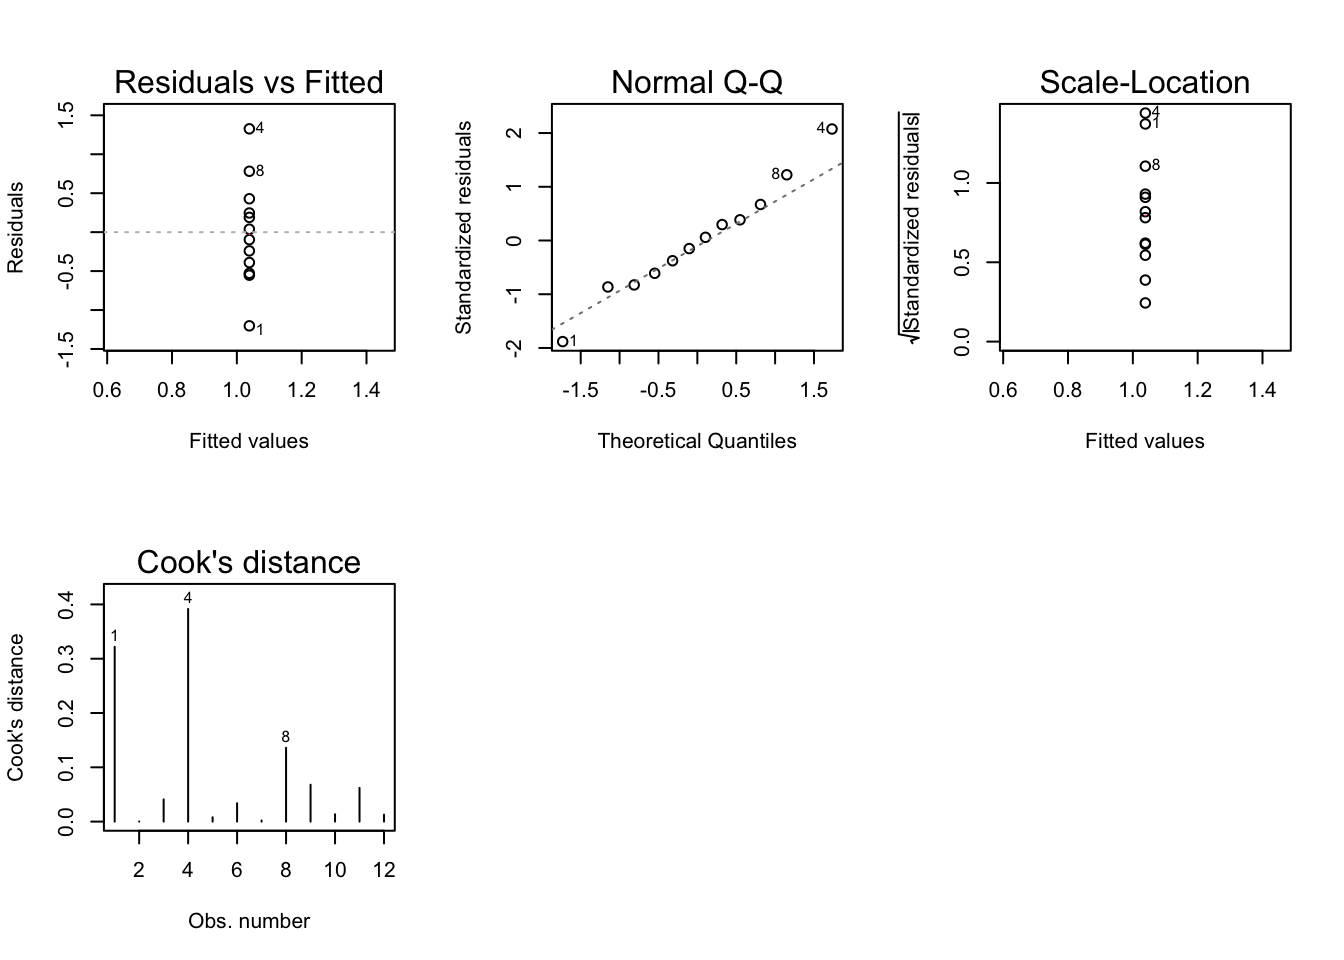 Residuals vs Fitted
Residuals
1.5
0.5
-0.5
-1.5
4
8
1
0.6 0.8 1.0 1.2 1.4
Fitted values
Normal Q-Q
Standardized residuals
2
1
0
-1
-2
4
8
1
-1.5 -0.5 0.5 1.5
Theoretical Quantiles
Scale-Location
√|Standardized residuals|
1.0
0.5
0.0
4
1
8
0.6 0.8 1.0 1.2 1.4
Fitted values
Cook's distance
Cook's distance
0.4
0.3
0.2
0.1
0.0
1
4
8
2 4 6 8 10 12
Obs. number